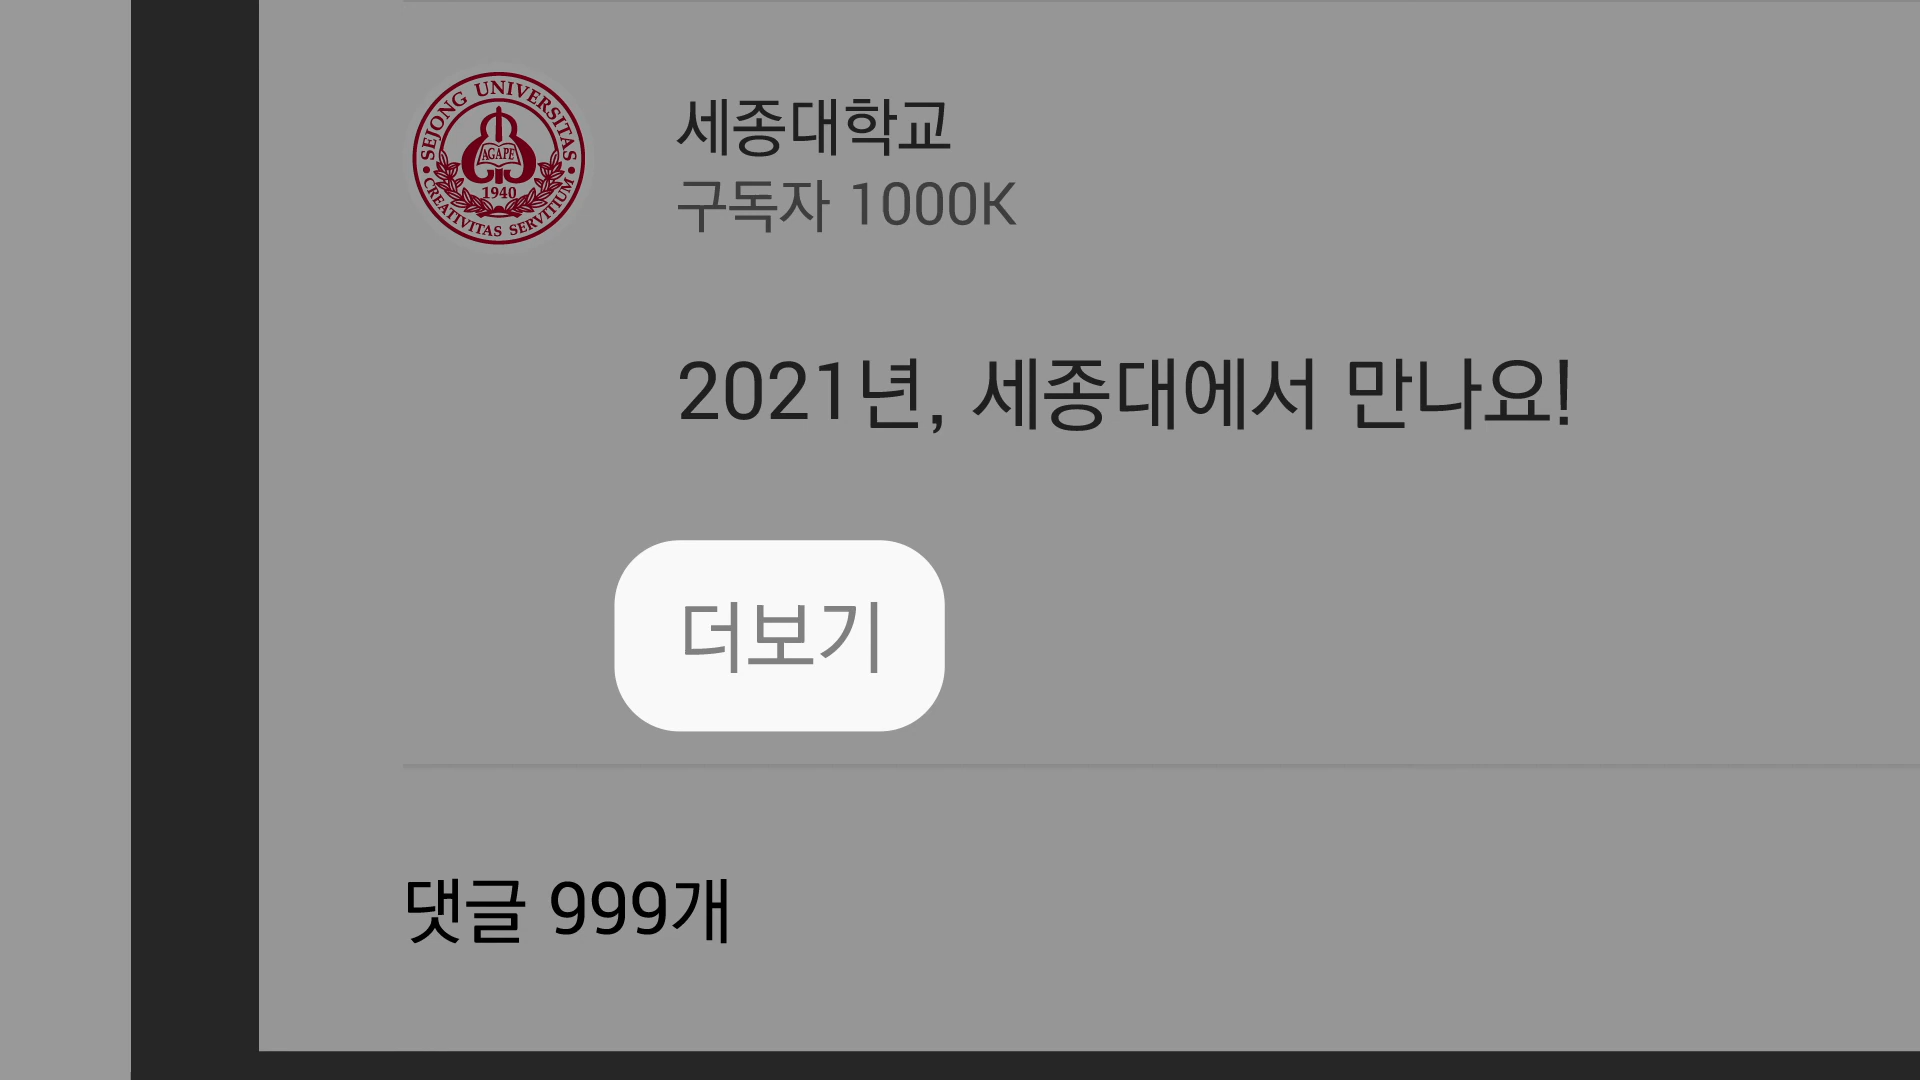 SEJONG UNIVERSITAS
AGAPE
1940
CREATIVITAS SERVITIUM
세종대학교
구독자 1000K
2021년, 세종대에서 만나요!
더보기
댓글 999개